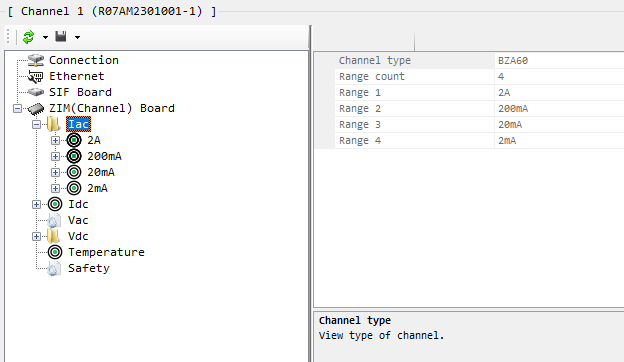 [ Channel 1 (R07AM2301001-1) ]
Connection
Ethernet
SIF Board
ZIM(Channel) Board
Iac
2A
200mA
20mA
2mA
Idc
Vac
Vdc
Temperature
Safety
Channel type BZA60
Range count 4
Range 1 2A
Range 2 200mA
Range 3 20mA
Range 4 2mA
Channel type
View type of channel.